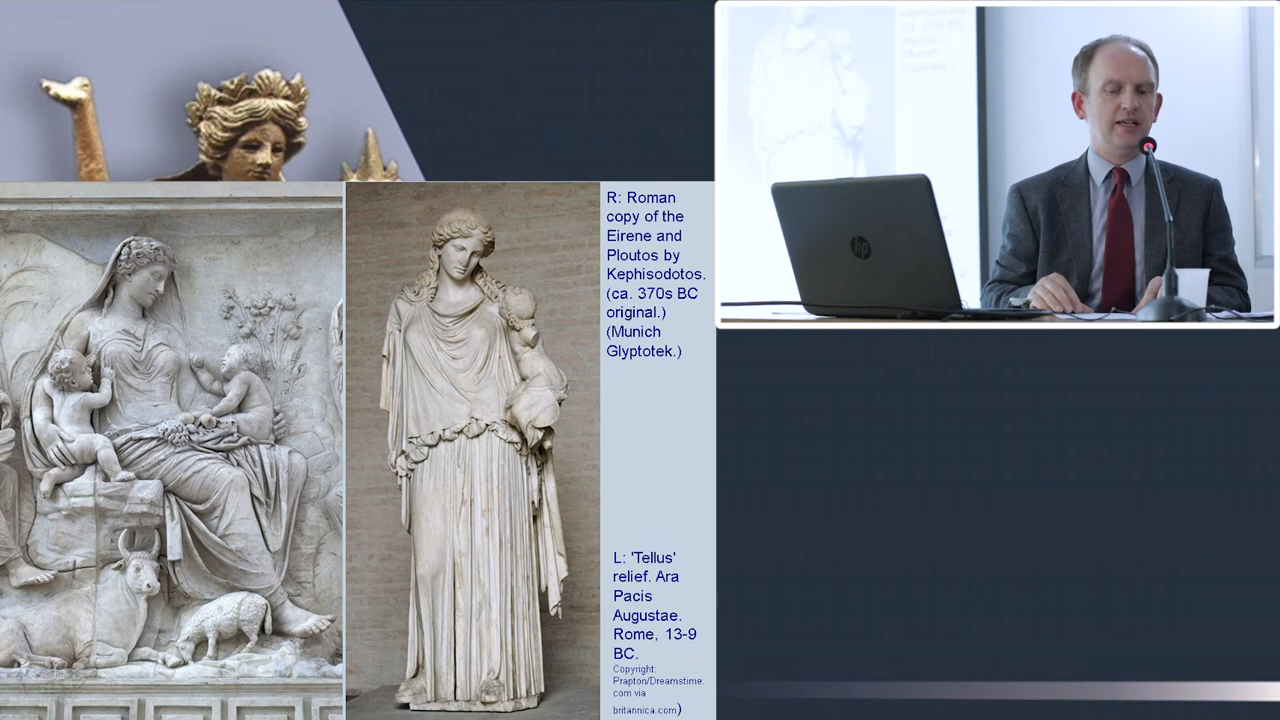 R: Roman
copy of the
Eirene and
Ploutos by
Kephisodotos.
(ca. 370s BC
original.)
(Munich
Glyptotek.)
L: 'Tellus'
relief. Ara
Pacis
Augustae.
Rome, 13-9
BC.
Copyright:
Prapton/Dreamstime.
com via
britannica.com)
hp